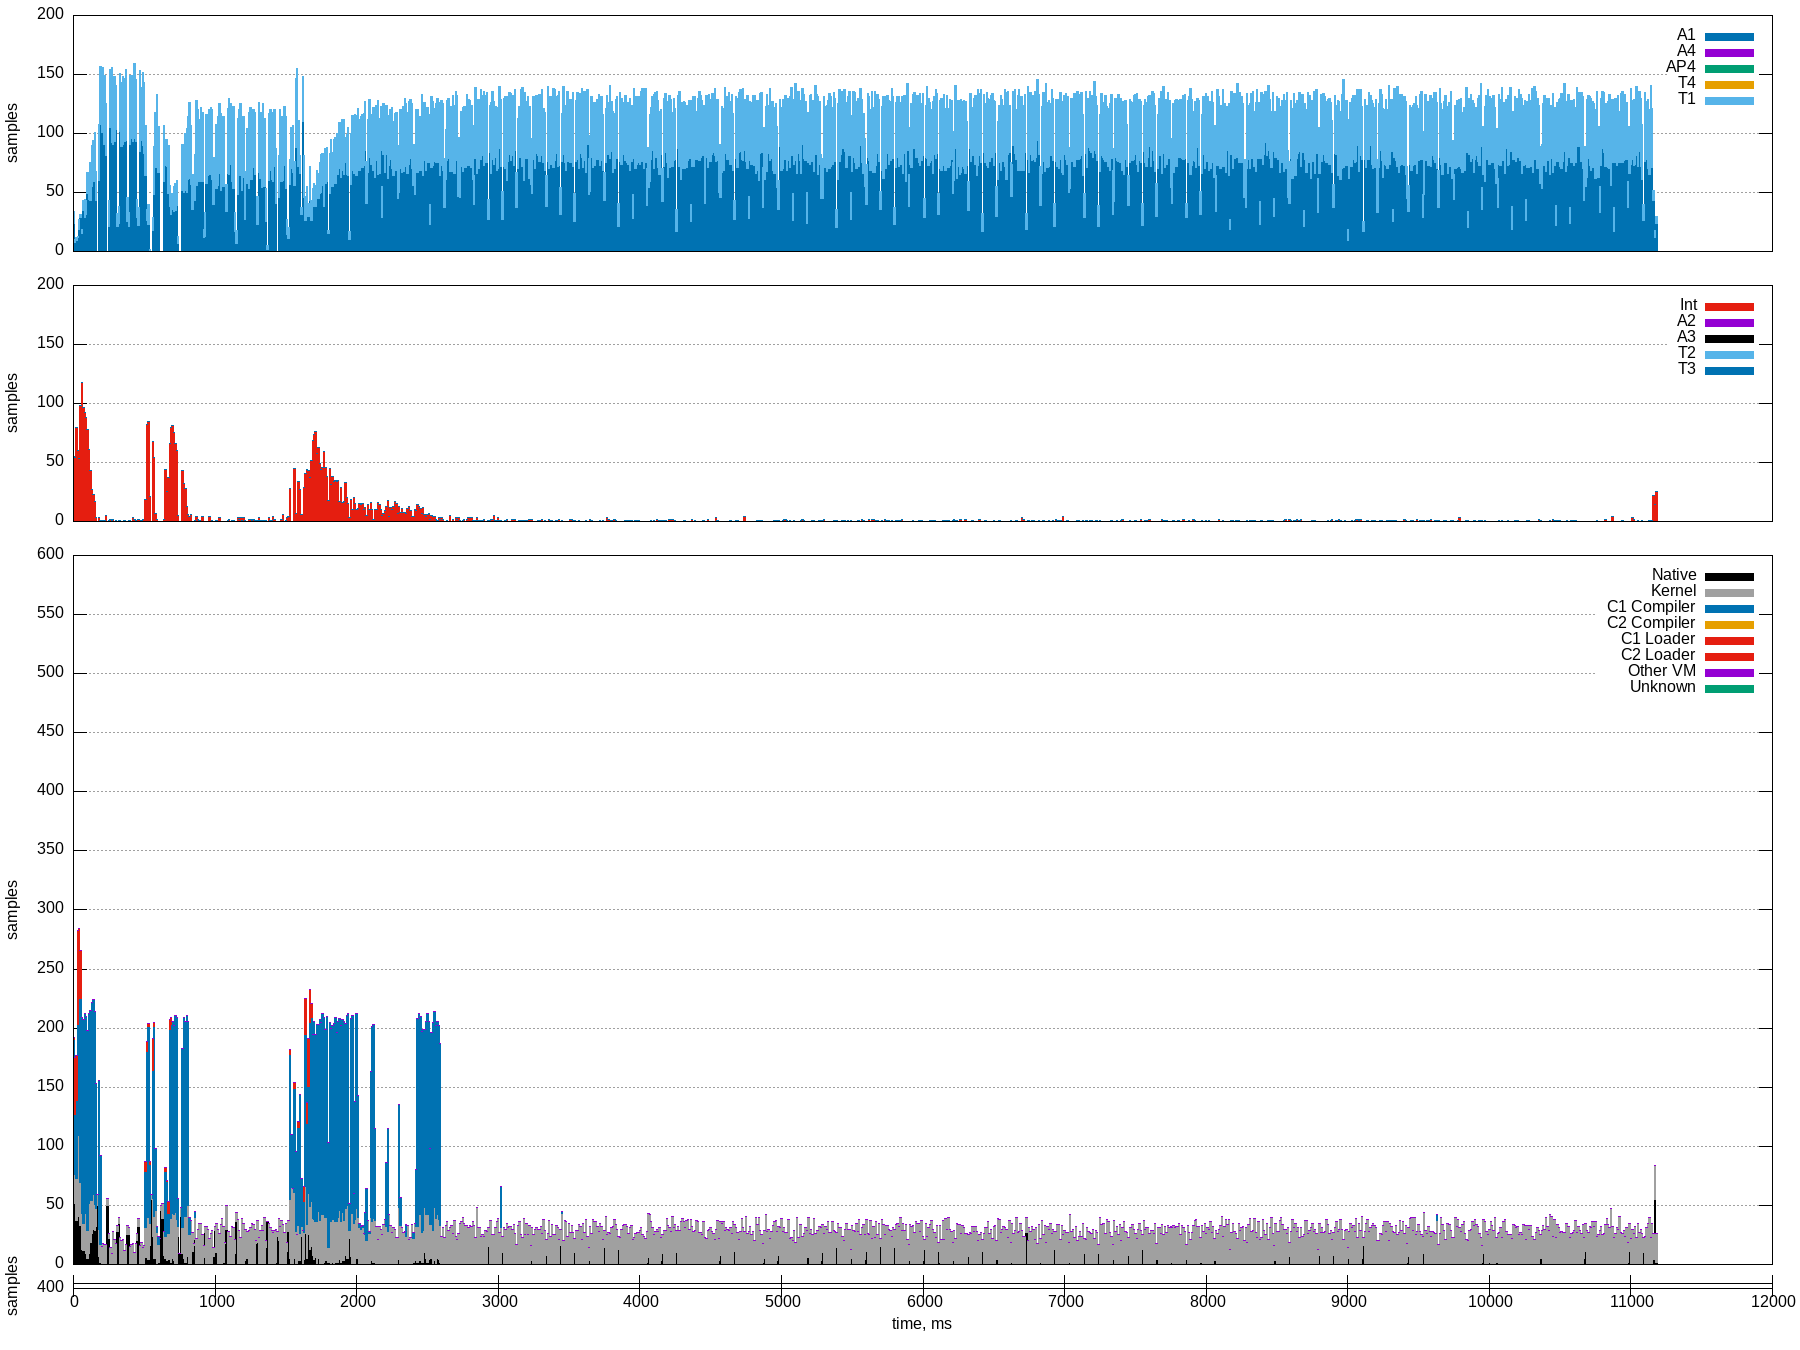 200
150
100
50
0
samples
A1
A4
AP4
T4
T1
200
150
100
50
0
samples
Int
A2
A3
T2
T3
600
550
500
450
400
350
300
250
200
150
100
50
0
samples
Native
Kernel
C1 Compiler
C2 Compiler
C1 Loader
C2 Loader
Other VM
Unknown
400
samples
0 1000 2000 3000 4000 5000 6000 7000 8000 9000 10000 11000 12000
time, ms